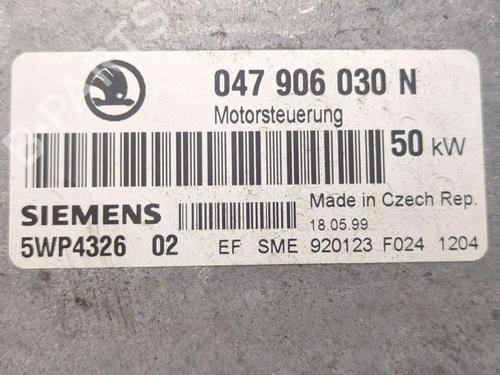 047 906 030 N
Motorsteuerung
50 kW
SIEMENS
Made in Czech Rep.
18.05.99
5WP4326 02 EF SME 920123 F024 1204